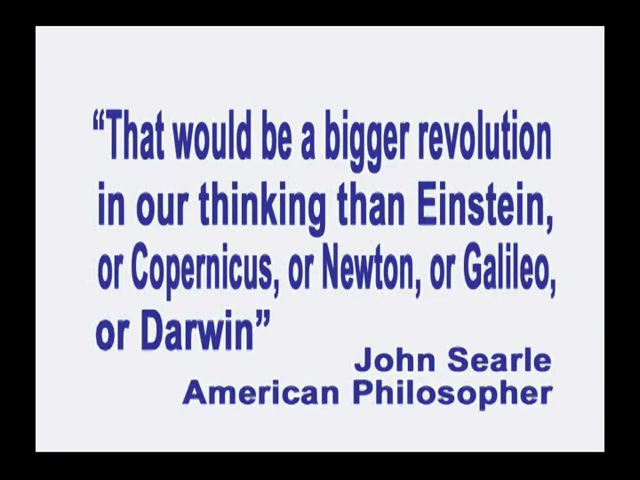 “That would be a bigger revolution
in our thinking than Einstein,
or Copernicus, or Newton, or Galileo,
or Darwin”
John Searle
American Philosopher